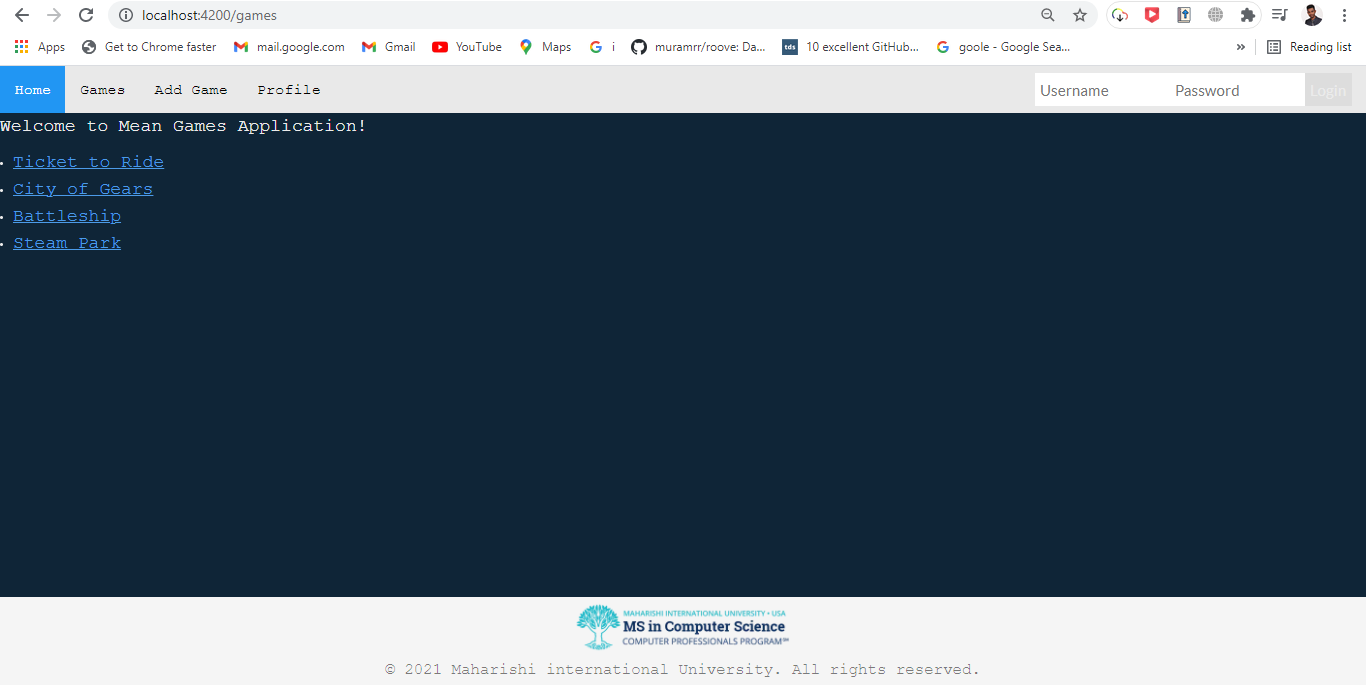 localhost:4200/games
Apps Get to Chrome faster mail.google.com Gmail YouTube Maps i muramrr/roove: Da... tds 10 excellent GitHub... goole - Google Sea... » Reading list
Home Games Add Game Profile Username Password Login
Welcome to Mean Games Application!
Ticket to Ride
City of Gears
Battleship
Steam Park
MAHARISHI INTERNATIONAL UNIVERSITY • USA
MS in Computer Science
COMPUTER PROFESSIONALS PROGRAM℠
© 2021 Maharishi international University. All rights reserved.